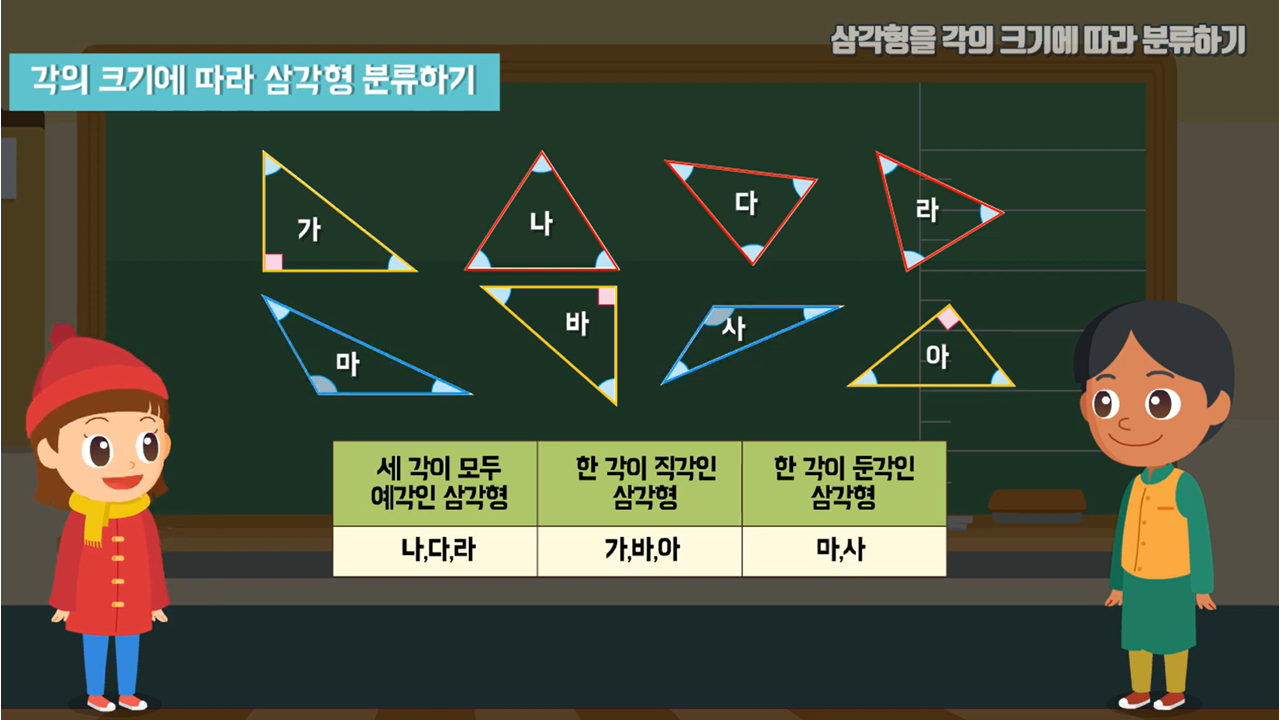 삼각형을 각의 크기에 따라 분류하기
각의 크기에 따라 삼각형 분류하기
가
나
다
라
마
바
사
아
세 각이 모두
예각인 삼각형
한 각이 직각인
삼각형
한 각이 둔각인
삼각형
나,다,라
가,바,아
마,사